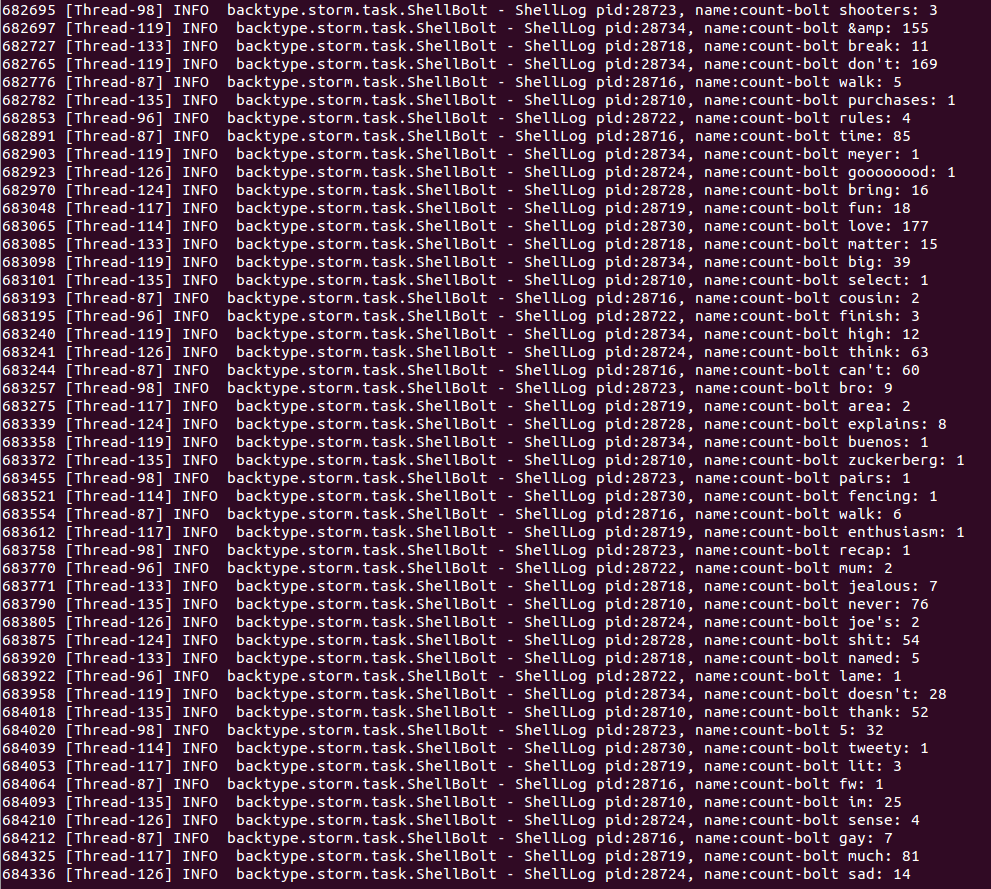 682695 [Thread-98] INFO  backtype.storm.task.ShellBolt - ShellLog pid:28723, name:count-bolt shooters: 3
682697 [Thread-119] INFO  backtype.storm.task.ShellBolt - ShellLog pid:28734, name:count-bolt &amp: 155
682727 [Thread-133] INFO  backtype.storm.task.ShellBolt - ShellLog pid:28718, name:count-bolt break: 11
682765 [Thread-119] INFO  backtype.storm.task.ShellBolt - ShellLog pid:28734, name:count-bolt don't: 169
682776 [Thread-87] INFO  backtype.storm.task.ShellBolt - ShellLog pid:28716, name:count-bolt walk: 5
682782 [Thread-135] INFO  backtype.storm.task.ShellBolt - ShellLog pid:28710, name:count-bolt purchases: 1
682853 [Thread-96] INFO  backtype.storm.task.ShellBolt - ShellLog pid:28722, name:count-bolt rules: 4
682891 [Thread-87] INFO  backtype.storm.task.ShellBolt - ShellLog pid:28716, name:count-bolt time: 85
682903 [Thread-119] INFO  backtype.storm.task.ShellBolt - ShellLog pid:28734, name:count-bolt meyer: 1
682923 [Thread-126] INFO  backtype.storm.task.ShellBolt - ShellLog pid:28724, name:count-bolt goooooood: 1
682970 [Thread-124] INFO  backtype.storm.task.ShellBolt - ShellLog pid:28728, name:count-bolt bring: 16
683048 [Thread-117] INFO  backtype.storm.task.ShellBolt - ShellLog pid:28719, name:count-bolt fun: 18
683065 [Thread-114] INFO  backtype.storm.task.ShellBolt - ShellLog pid:28730, name:count-bolt love: 177
683085 [Thread-133] INFO  backtype.storm.task.ShellBolt - ShellLog pid:28718, name:count-bolt matter: 15
683098 [Thread-119] INFO  backtype.storm.task.ShellBolt - ShellLog pid:28734, name:count-bolt big: 39
683101 [Thread-135] INFO  backtype.storm.task.ShellBolt - ShellLog pid:28710, name:count-bolt select: 1
683193 [Thread-87] INFO  backtype.storm.task.ShellBolt - ShellLog pid:28716, name:count-bolt cousin: 2
683195 [Thread-96] INFO  backtype.storm.task.ShellBolt - ShellLog pid:28722, name:count-bolt finish: 3
683240 [Thread-119] INFO  backtype.storm.task.ShellBolt - ShellLog pid:28734, name:count-bolt high: 12
683241 [Thread-126] INFO  backtype.storm.task.ShellBolt - ShellLog pid:28724, name:count-bolt think: 63
683244 [Thread-87] INFO  backtype.storm.task.ShellBolt - ShellLog pid:28716, name:count-bolt can't: 60
683257 [Thread-98] INFO  backtype.storm.task.ShellBolt - ShellLog pid:28723, name:count-bolt bro: 9
683275 [Thread-117] INFO  backtype.storm.task.ShellBolt - ShellLog pid:28719, name:count-bolt area: 2
683339 [Thread-124] INFO  backtype.storm.task.ShellBolt - ShellLog pid:28728, name:count-bolt explains: 8
683358 [Thread-119] INFO  backtype.storm.task.ShellBolt - ShellLog pid:28734, name:count-bolt buenos: 1
683372 [Thread-135] INFO  backtype.storm.task.ShellBolt - ShellLog pid:28710, name:count-bolt zuckerberg: 1
683455 [Thread-98] INFO  backtype.storm.task.ShellBolt - ShellLog pid:28723, name:count-bolt pairs: 1
683521 [Thread-114] INFO  backtype.storm.task.ShellBolt - ShellLog pid:28730, name:count-bolt fencing: 1
683554 [Thread-87] INFO  backtype.storm.task.ShellBolt - ShellLog pid:28716, name:count-bolt walk: 6
683612 [Thread-117] INFO  backtype.storm.task.ShellBolt - ShellLog pid:28719, name:count-bolt enthusiasm: 1
683758 [Thread-98] INFO  backtype.storm.task.ShellBolt - ShellLog pid:28723, name:count-bolt recap: 1
683770 [Thread-96] INFO  backtype.storm.task.ShellBolt - ShellLog pid:28722, name:count-bolt mum: 2
683771 [Thread-133] INFO  backtype.storm.task.ShellBolt - ShellLog pid:28718, name:count-bolt jealous: 7
683790 [Thread-135] INFO  backtype.storm.task.ShellBolt - ShellLog pid:28710, name:count-bolt never: 76
683805 [Thread-126] INFO  backtype.storm.task.ShellBolt - ShellLog pid:28724, name:count-bolt joe's: 2
683875 [Thread-124] INFO  backtype.storm.task.ShellBolt - ShellLog pid:28728, name:count-bolt shit: 54
683920 [Thread-133] INFO  backtype.storm.task.ShellBolt - ShellLog pid:28718, name:count-bolt named: 5
683922 [Thread-96] INFO  backtype.storm.task.ShellBolt - ShellLog pid:28722, name:count-bolt lame: 1
683958 [Thread-119] INFO  backtype.storm.task.ShellBolt - ShellLog pid:28734, name:count-bolt doesn't: 28
684018 [Thread-135] INFO  backtype.storm.task.ShellBolt - ShellLog pid:28710, name:count-bolt thank: 52
684020 [Thread-98] INFO  backtype.storm.task.ShellBolt - ShellLog pid:28723, name:count-bolt 5: 32
684039 [Thread-114] INFO  backtype.storm.task.ShellBolt - ShellLog pid:28730, name:count-bolt tweety: 1
684053 [Thread-117] INFO  backtype.storm.task.ShellBolt - ShellLog pid:28719, name:count-bolt lit: 3
684064 [Thread-87] INFO  backtype.storm.task.ShellBolt - ShellLog pid:28716, name:count-bolt fw: 1
684093 [Thread-135] INFO  backtype.storm.task.ShellBolt - ShellLog pid:28710, name:count-bolt im: 25
684210 [Thread-126] INFO  backtype.storm.task.ShellBolt - ShellLog pid:28724, name:count-bolt sense: 4
684212 [Thread-87] INFO  backtype.storm.task.ShellBolt - ShellLog pid:28716, name:count-bolt gay: 7
684325 [Thread-117] INFO  backtype.storm.task.ShellBolt - ShellLog pid:28719, name:count-bolt much: 81
684336 [Thread-126] INFO  backtype.storm.task.ShellBolt - ShellLog pid:28724, name:count-bolt sad: 14